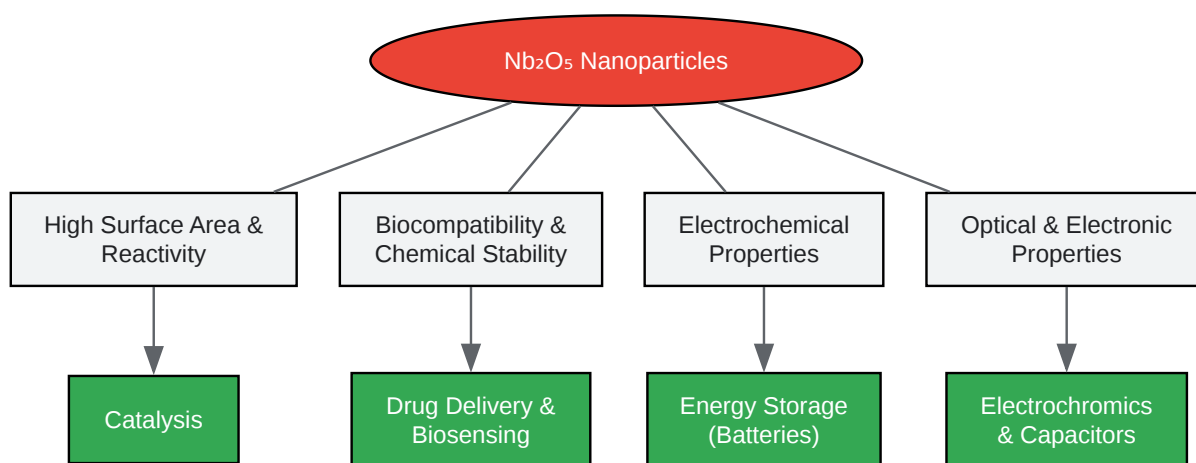 Nb₂O₅ Nanoparticles
High Surface Area &
Reactivity
Biocompatibility &
Chemical Stability
Electrochemical
Properties
Optical & Electronic
Properties
Catalysis
Drug Delivery &
Biosensing
Energy Storage
(Batteries)
Electrochromics
& Capacitors